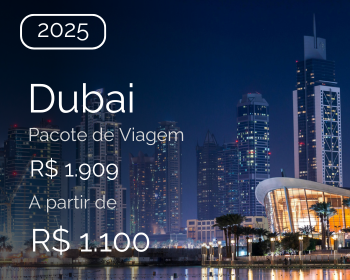 2025
Dubai
Pacote de Viagem
R$ 1.909
A partir de
R$ 1.100